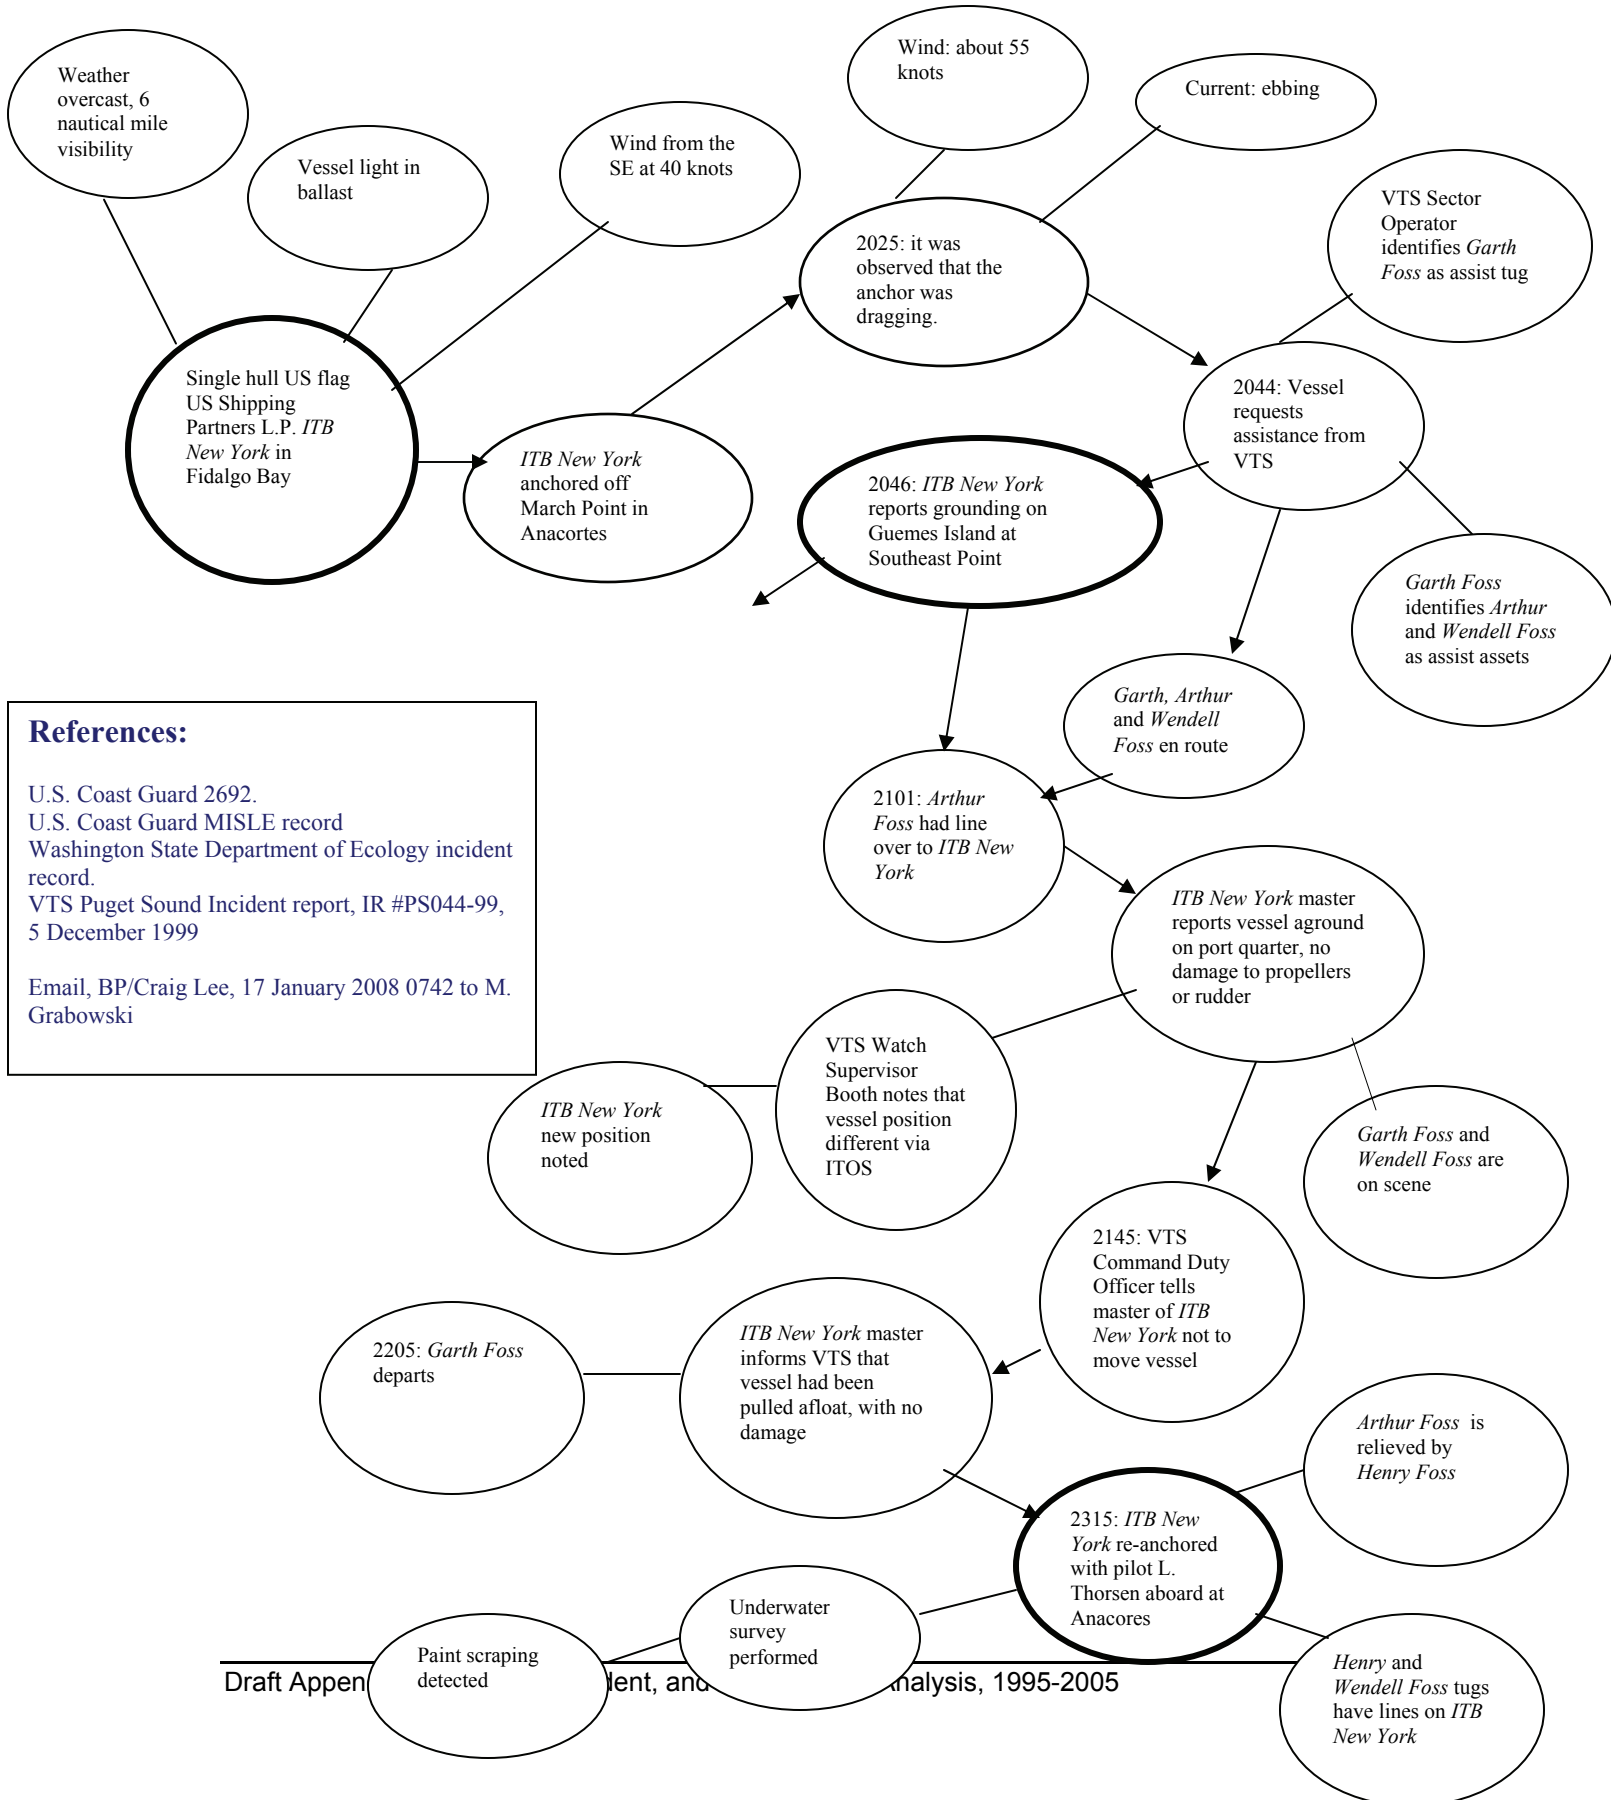 Weather
overcast, 6
nautical mile
visibility
Vessel light in
ballast
Wind from the
SE at 40 knots
Wind: about 55
knots
Current: ebbing
VTS Sector
Operator
identifies Garth
Foss as assist tug
2025: it was
observed that the
anchor was
dragging.
Single hull US flag
US Shipping
Partners L.P. ITB
New York in
Fidalgo Bay
ITB New York
anchored off
March Point in
Anacortes
2044: Vessel
requests
assistance from
VTS
2046: ITB New York
reports grounding on
Guemes Island at
Southeast Point
Garth Foss
identifies Arthur
and Wendell Foss
as assist assets
Garth, Arthur
and Wendell
Foss en route
References:
U.S. Coast Guard 2692.
U.S. Coast Guard MISLE record
Washington State Department of Ecology incident
record.
VTS Puget Sound Incident report, IR #PS044-99,
5 December 1999
Email, BP/Craig Lee, 17 January 2008 0742 to M.
Grabowski
2101: Arthur
Foss had line
over to ITB New
York
ITB New York master
reports vessel aground
on port quarter, no
damage to propellers
or rudder
VTS Watch
Supervisor
Booth notes that
vessel position
different via
ITOS
ITB New York
new position
noted
Garth Foss and
Wendell Foss are
on scene
2145: VTS
Command Duty
Officer tells
master of ITB
New York not to
move vessel
ITB New York master
informs VTS that
vessel had been
pulled afloat, with no
damage
2205: Garth Foss
departs
Arthur Foss is
relieved by
Henry Foss
2315: ITB New
York re-anchored
with pilot L.
Thorsen aboard at
Anacores
Underwater
survey
performed
Paint scraping
detected
Henry and
Wendell Foss tugs
have lines on ITB
New York
Draft Appen dent, and nalysis, 1995-2005